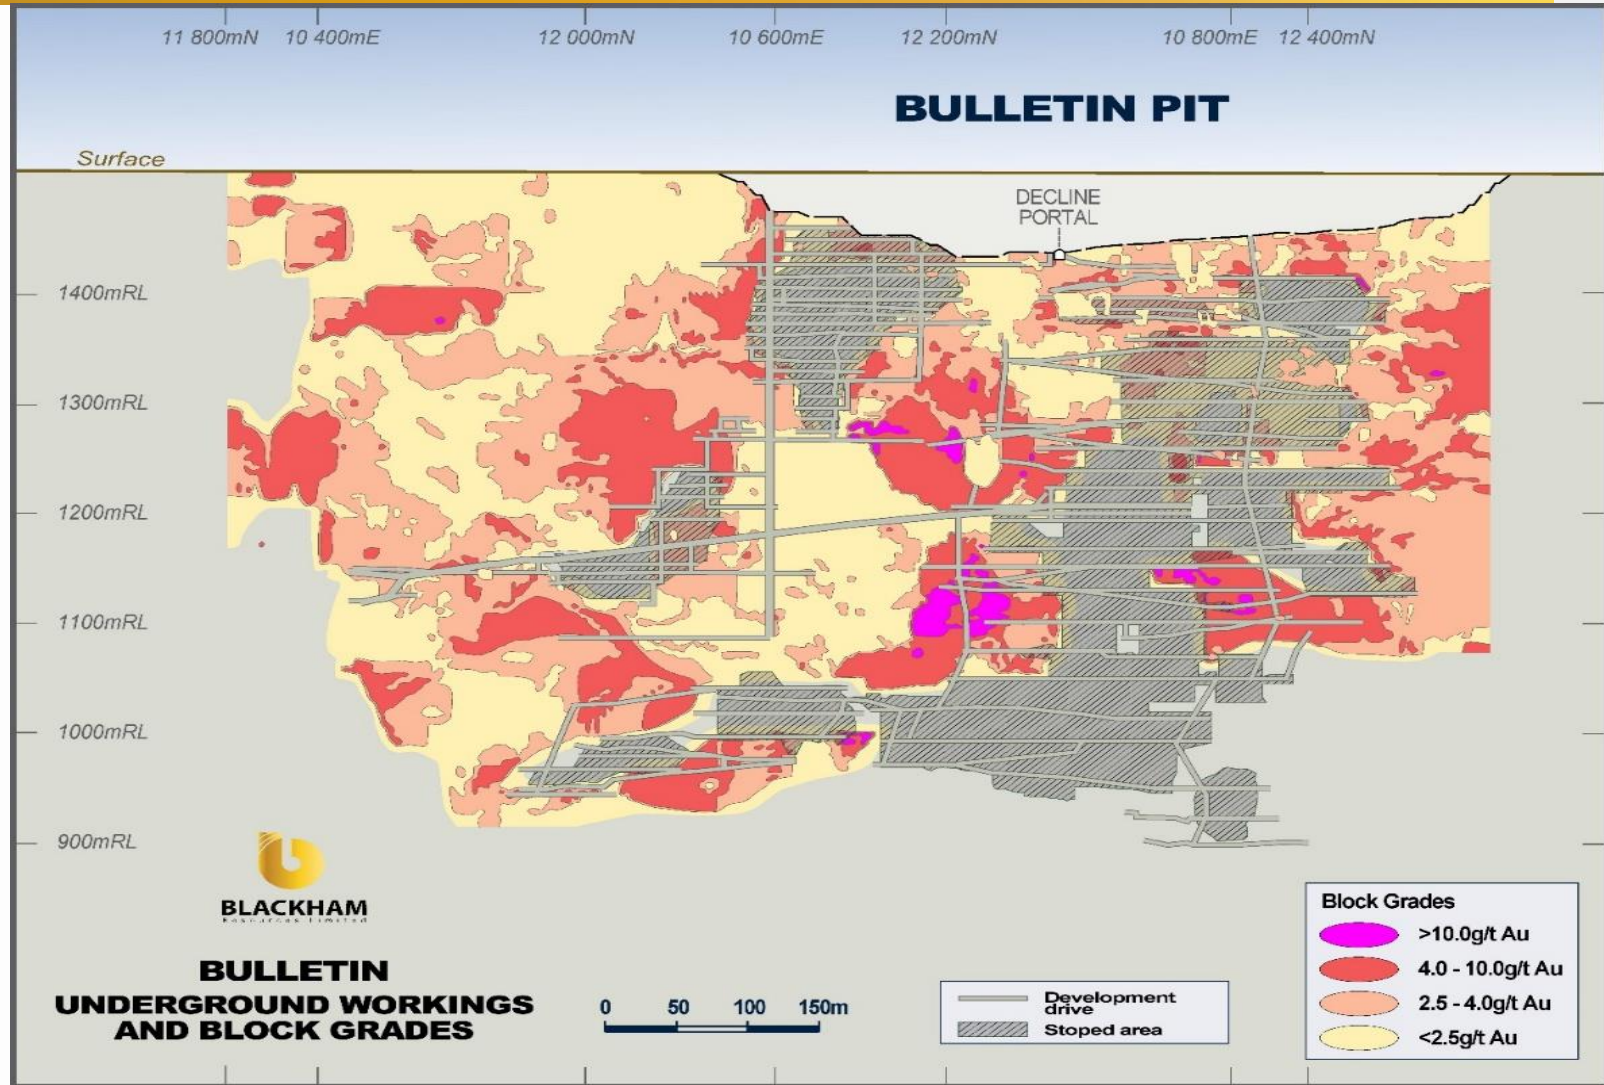 11 800mN 10 400mE 12 000mN 10 600mE 12 200mN 10 800mE 12 400mN
BULLETIN PIT
Surface
DECLINE
PORTAL
1400mRL
1300mRL
1200mRL
1100mRL
1000mRL
900mRL
BLACKHAM
Resources Limited
BULLETIN
UNDERGROUND WORKINGS
AND BLOCK GRADES
0 50 100 150m
Development
drive
Stoped area
Block Grades
>10.0g/t Au
4.0 - 10.0g/t Au
2.5 - 4.0g/t Au
<2.5g/t Au